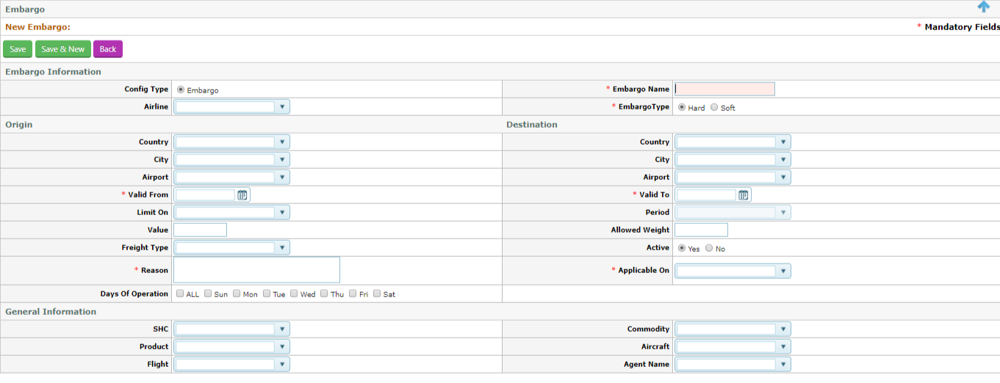 Embargo
New Embargo: * Mandatory Fields
Save Save & New Back
Embargo Information
Config Type Embargo * Embargo Name
Airline * EmbargoType Hard Soft
Origin Destination
Country Country
City City
Airport Airport
* Valid From * Valid To
Limit On Period
Value Allowed Weight
Freight Type Active Yes No
* Reason * Applicable On
Days Of Operation ALL Sun Mon Tue Wed Thu Fri Sat
General Information
SHC Commodity
Product Aircraft
Flight Agent Name